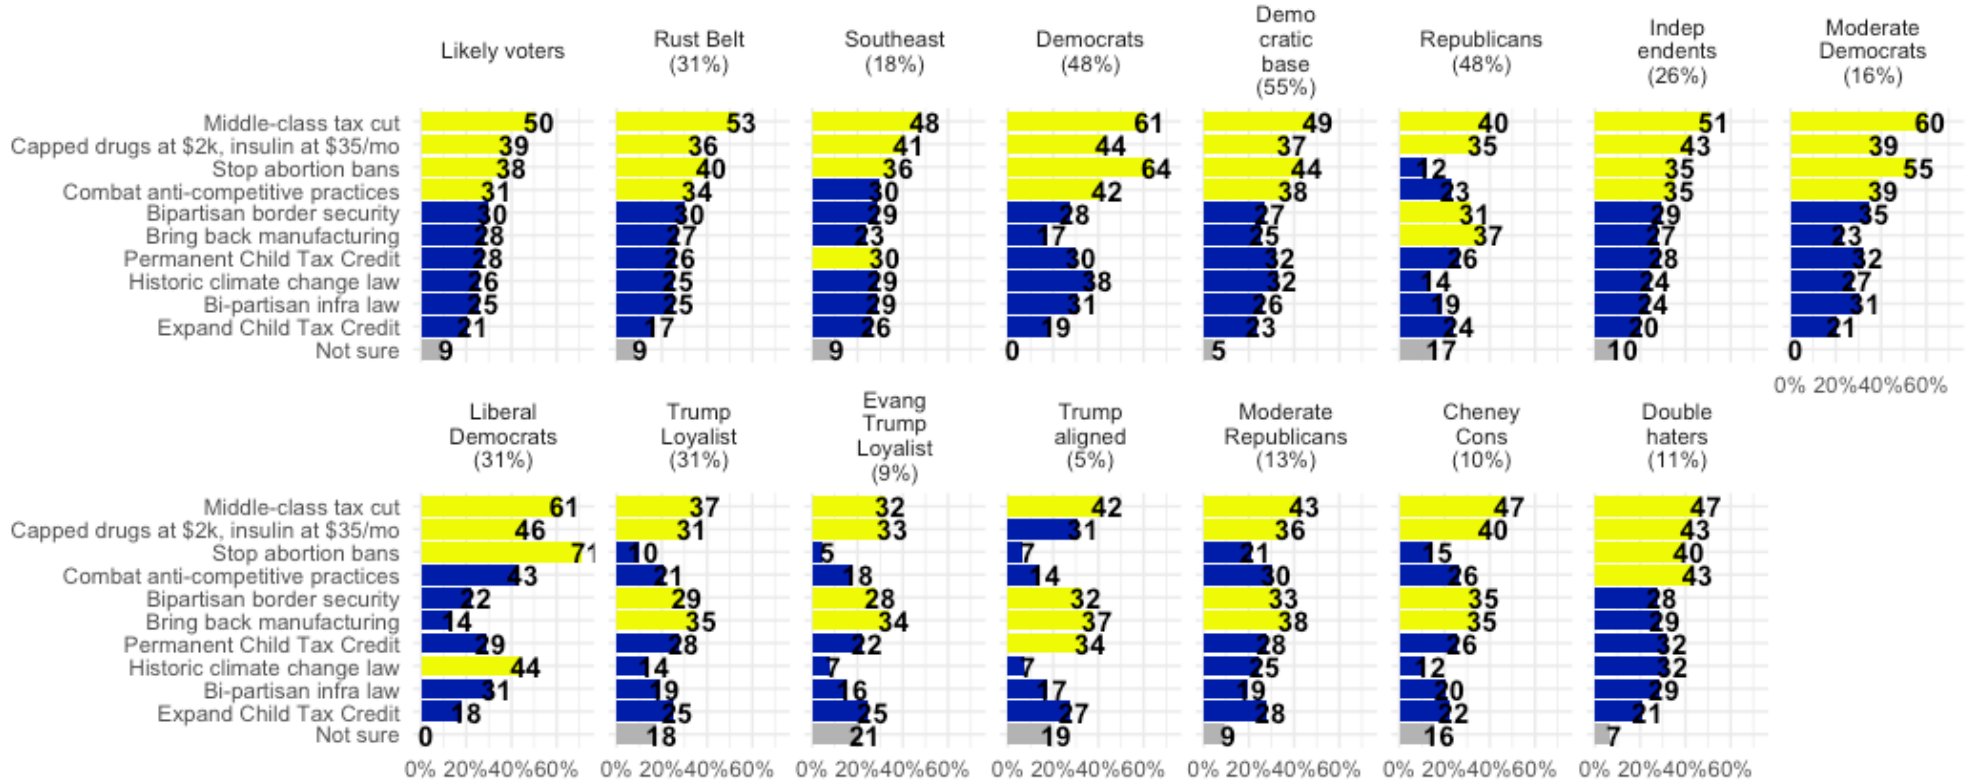 Likely voters
Rust Belt
(31%)
Southeast
(18%)
Democrats
(48%)
Demo
cratic
base
(55%)
Republicans
(48%)
Indep
endents
(26%)
Moderate
Democrats
(16%)
Middle-class tax cut 50 53 48 61 49 40 51 60
Capped drugs at $2k, insulin at $35/mo 39 36 41 44 37 35 43 39
Stop abortion bans 38 40 36 64 44 12 35 55
Combat anti-competitive practices 31 34 30 42 38 23 35 39
Bipartisan border security 30 30 29 28 27 31 29 35
Bring back manufacturing 28 27 23 17 25 37 27 23
Permanent Child Tax Credit 28 26 30 30 32 26 28 32
Historic climate change law 26 25 29 38 32 14 24 27
Bi-partisan infra law 25 25 29 31 26 19 24 31
Expand Child Tax Credit 21 17 26 19 23 24 20 21
Not sure 9 9 9 0 5 17 10 0
0% 20%40%60%
Liberal
Democrats
(31%)
Trump
Loyalist
(31%)
Evang
Trump
Loyalist
(9%)
Trump
aligned
(5%)
Moderate
Republicans
(13%)
Cheney
Cons
(10%)
Double
haters
(11%)
Middle-class tax cut 61 37 32 42 43 47 47
Capped drugs at $2k, insulin at $35/mo 46 31 33 31 36 40 43
Stop abortion bans 71 10 5 7 21 15 40
Combat anti-competitive practices 43 21 18 14 30 26 43
Bipartisan border security 22 29 28 32 33 35 28
Bring back manufacturing 14 35 34 37 38 35 29
Permanent Child Tax Credit 29 28 22 34 28 26 32
Historic climate change law 44 14 7 7 25 12 32
Bi-partisan infra law 31 19 16 17 19 20 29
Expand Child Tax Credit 18 25 25 27 28 22 21
Not sure 0 18 21 19 9 16 7
0% 20%40%60% 0% 20%40%60% 0% 20%40%60% 0% 20%40%60% 0% 20%40%60% 0% 20%40%60% 0% 20%40%60%